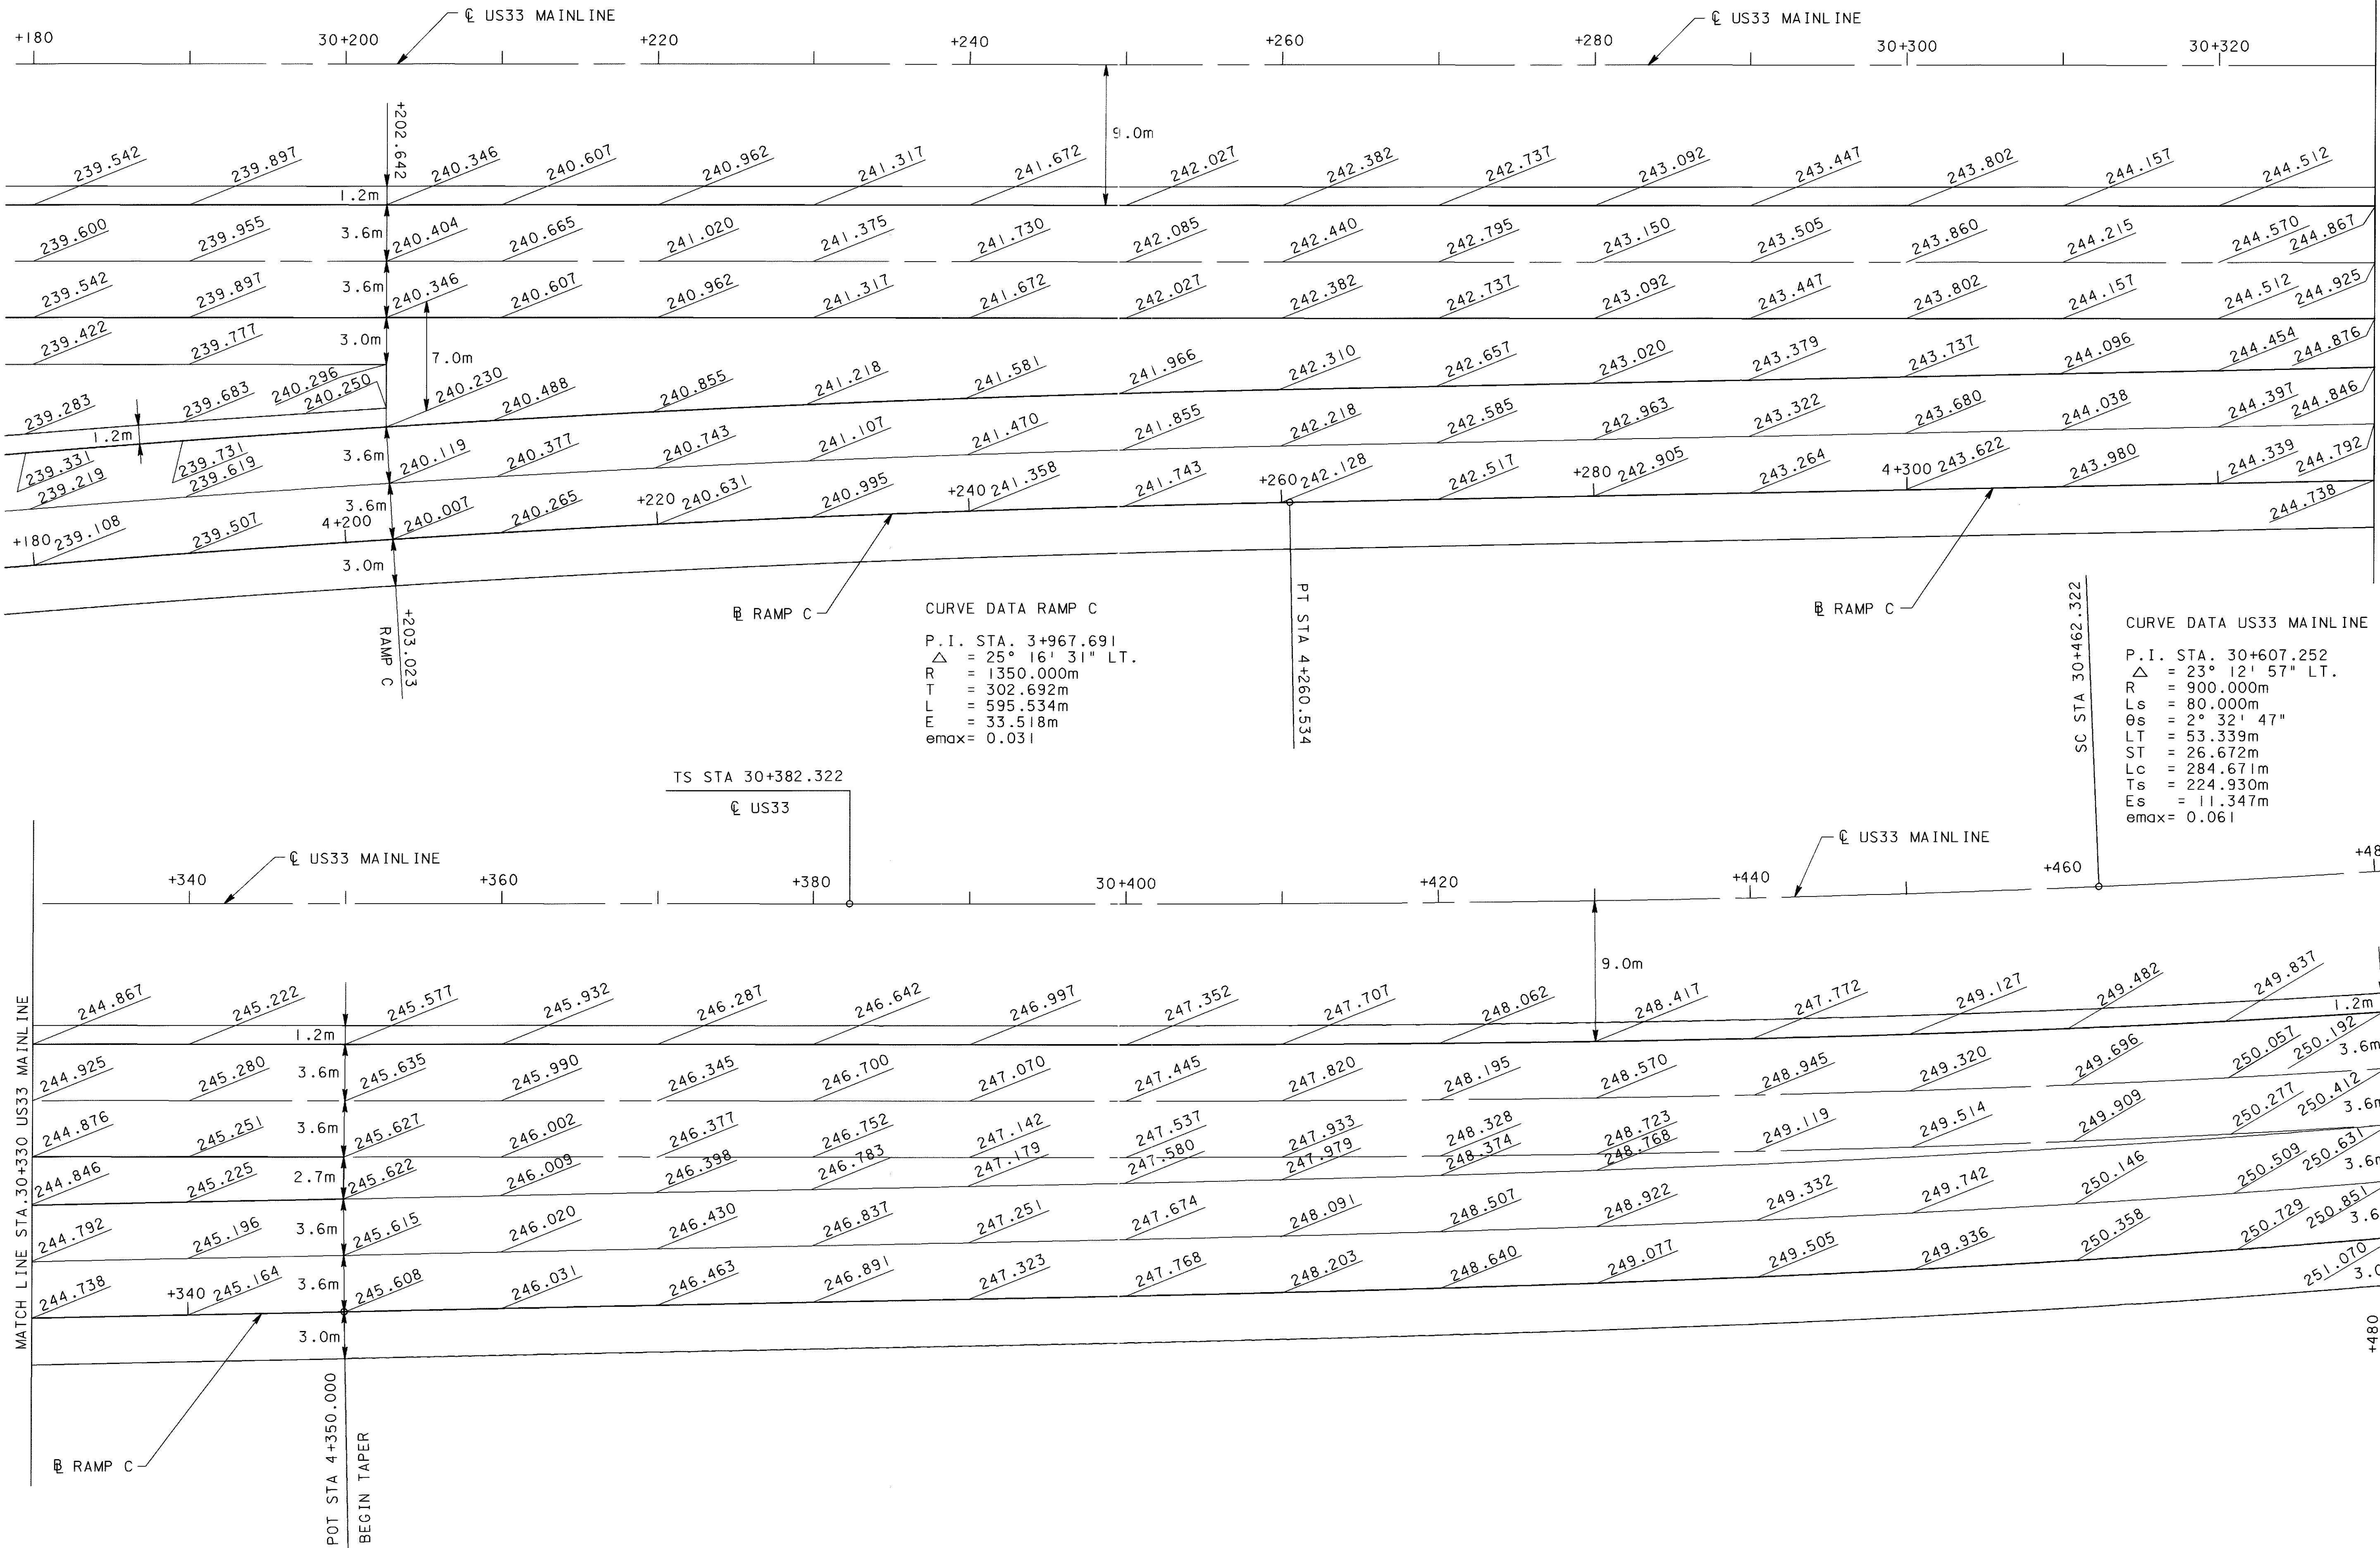 ℄ US33 MAINLINE
℄ US33 MAINLINE
+180 30+200 +220 +240 +260 +280 30+300 30+320
+202.642
9.0m
239.542 239.897 240.346 240.607 240.962 241.317 241.672 242.027 242.382 242.737 243.092 243.447 243.802 244.157 244.512
1.2m
239.600 239.955 3.6m 240.404 240.665 241.020 241.375 241.730 242.085 242.440 242.795 243.150 243.505 243.860 244.215 244.570 244.867
239.542 239.897 3.6m 240.346 240.607 240.962 241.317 241.672 242.027 242.382 242.737 243.092 243.447 243.802 244.157 244.512 244.925
239.422 239.777 3.0m 7.0m
239.283 239.683 240.296 240.250 240.230 240.488 240.855 241.218 241.581 241.966 242.310 242.657 243.020 243.379 243.737 244.096 244.454 244.876
1.2m
239.331 239.731 3.6m 240.119 240.377 240.743 241.107 241.470 241.855 242.218 242.585 242.963 243.322 243.680 244.038 244.397 244.846
239.219 239.619
3.6m
+180 239.108 239.507 4+200 240.007 240.265 +220 240.631 240.995 +240 241.358 241.743 +260 242.128 242.517 +280 242.905 243.264 4+300 243.622 243.980 244.339 244.792
244.738
3.0m
+203.023
RAMP C
℄ RAMP C
CURVE DATA RAMP C
P.I. STA. 3+967.691
△ = 25° 16' 31" LT.
R = 1350.000m
T = 302.692m
L = 595.534m
E = 33.518m
emax= 0.031
PT STA 4+260.534
℄ RAMP C
SC STA 30+462.322
CURVE DATA US33 MAINLINE
P.I. STA. 30+607.252
△ = 23° 12' 57" LT.
R = 900.000m
Ls = 80.000m
θs = 2° 32' 47"
LT = 53.339m
ST = 26.672m
Lc = 284.671m
Ts = 224.930m
Es = 11.347m
emax= 0.061
TS STA 30+382.322
℄ US33
℄ US33 MAINLINE
℄ US33 MAINLINE
+340 +360 +380 30+400 +420 +440 +460 +48
9.0m
MATCH LINE STA.30+330 US33 MAINLINE
244.867 245.222 245.577 245.932 246.287 246.642 246.997 247.352 247.707 248.062 248.417 247.772 249.127 249.482 249.837
1.2m 1.2m
244.925 245.280 3.6m 245.635 245.990 246.345 246.700 247.070 247.445 247.820 248.195 248.570 248.945 249.320 249.696 250.057 250.192 3.6m
244.876 245.251 3.6m 245.627 246.002 246.377 246.752 247.142 247.537 247.933 248.328 248.723 249.119 249.514 249.909 250.277 250.412 3.6m
244.846 245.225 2.7m 245.622 246.009 246.398 246.783 247.179 247.580 247.979 248.374 248.768
244.792 245.196 3.6m 245.615 246.020 246.430 246.837 247.251 247.674 248.091 248.507 248.922 249.332 249.742 250.146 250.509 250.631 3.6m
244.738 +340 245.164 3.6m 245.608 246.031 246.463 246.891 247.323 247.768 248.203 248.640 249.077 249.505 249.936 250.358 250.729 250.851 3.6
251.070 3.0
3.0m
+480
℄ RAMP C
POT STA 4+350.000
BEGIN TAPER